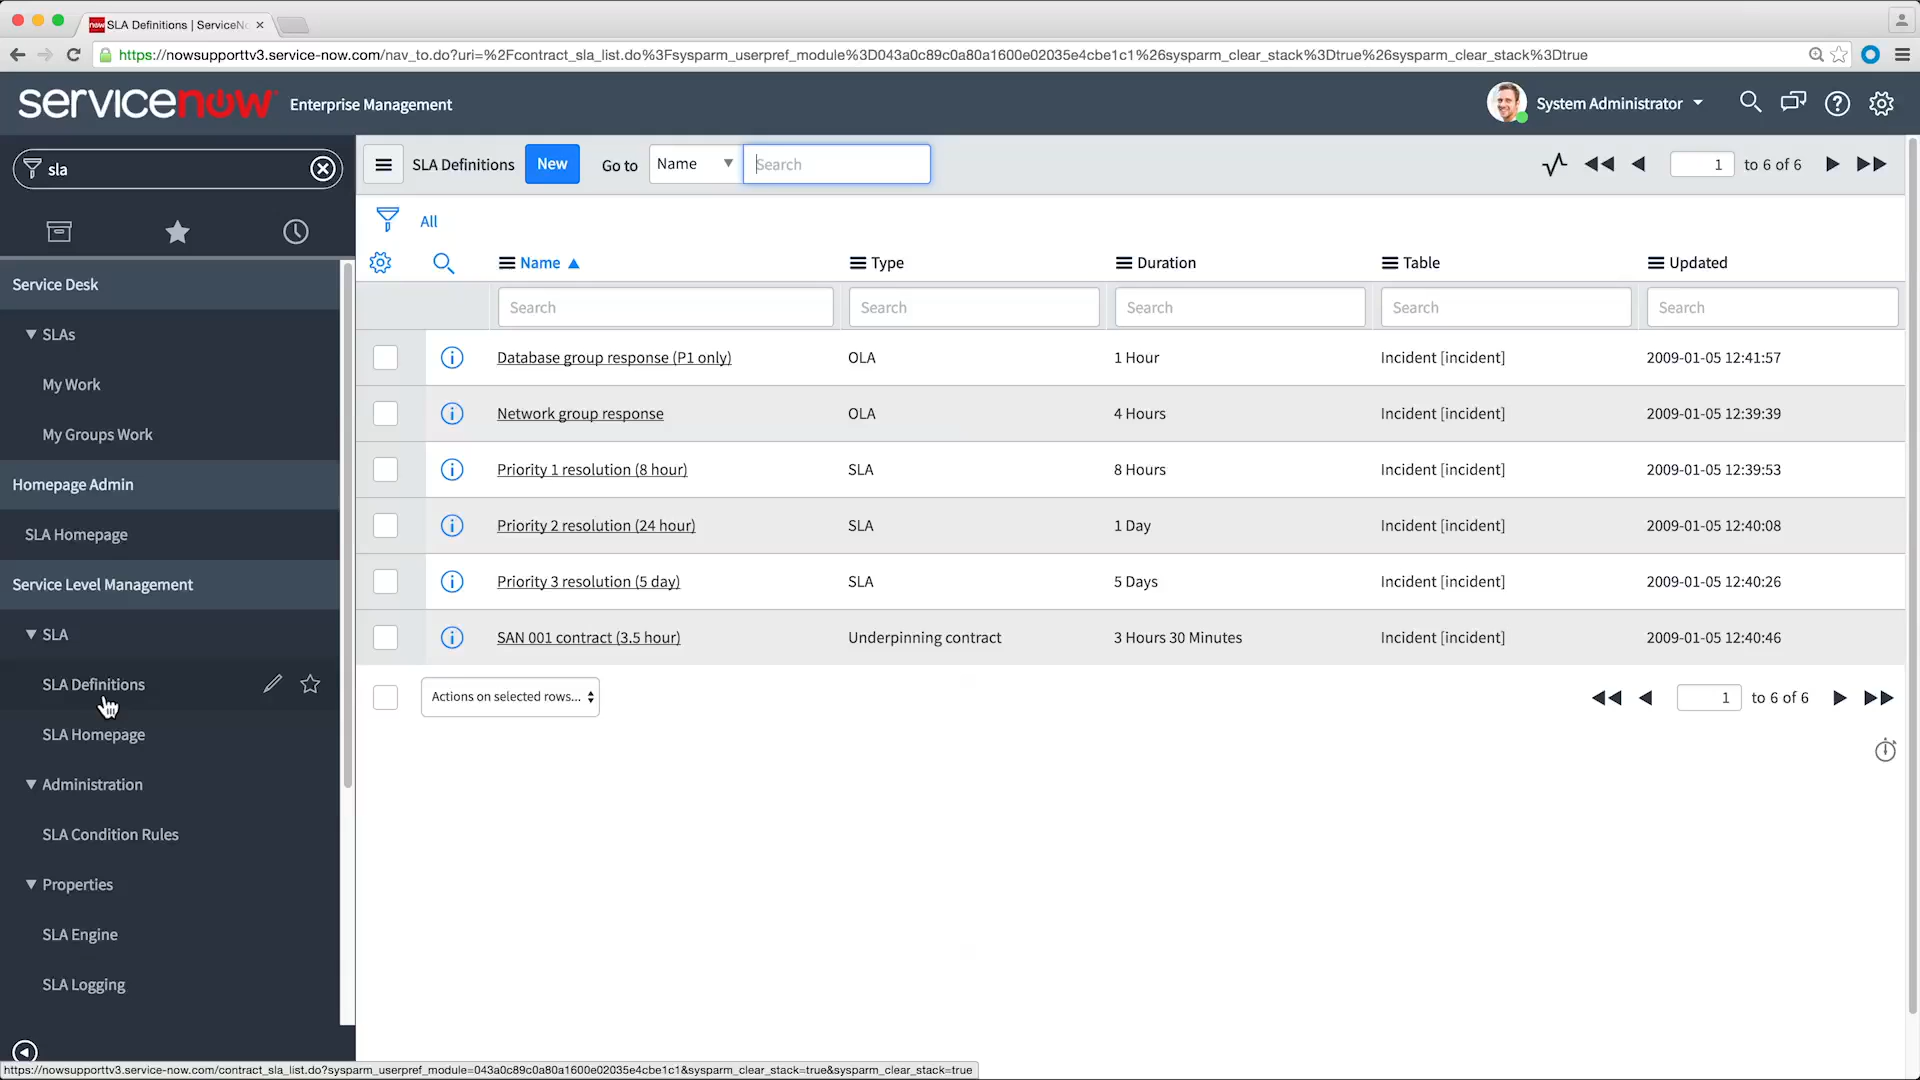 SLA Definitions | ServiceNo
https://nowsupporttv3.service-now.com/nav_to.do?uri=%2Fcontract_sla_list.do%3Fsysparm_userpref_module%3D043a0c89c0a80a1600e02035e4cbe1c1%26sysparm_clear_stack%3Dtrue%26sysparm_clear_stack%3Dtrue
servicenow Enterprise Management System Administrator
sla
SLA Definitions New Go to Name Search 1 to 6 of 6
All
Name Type Duration Table Updated
Search Search Search Search Search
Database group response (P1 only) OLA 1 Hour Incident [incident] 2009-01-05 12:41:57
Network group response OLA 4 Hours Incident [incident] 2009-01-05 12:39:39
Priority 1 resolution (8 hour) SLA 8 Hours Incident [incident] 2009-01-05 12:39:53
Priority 2 resolution (24 hour) SLA 1 Day Incident [incident] 2009-01-05 12:40:08
Priority 3 resolution (5 day) SLA 5 Days Incident [incident] 2009-01-05 12:40:26
SAN 001 contract (3.5 hour) Underpinning contract 3 Hours 30 Minutes Incident [incident] 2009-01-05 12:40:46
Actions on selected rows... 1 to 6 of 6
Service Desk
SLAs
My Work
My Groups Work
Homepage Admin
SLA Homepage
Service Level Management
SLA
SLA Definitions
SLA Homepage
Administration
SLA Condition Rules
Properties
SLA Engine
SLA Logging
https://nowsupporttv3.service-now.com/contract_sla_list.do?sysparm_userpref_module=043a0c89c0a80a1600e02035e4cbe1c1&sysparm_clear_stack=true&sysparm_clear_stack=true